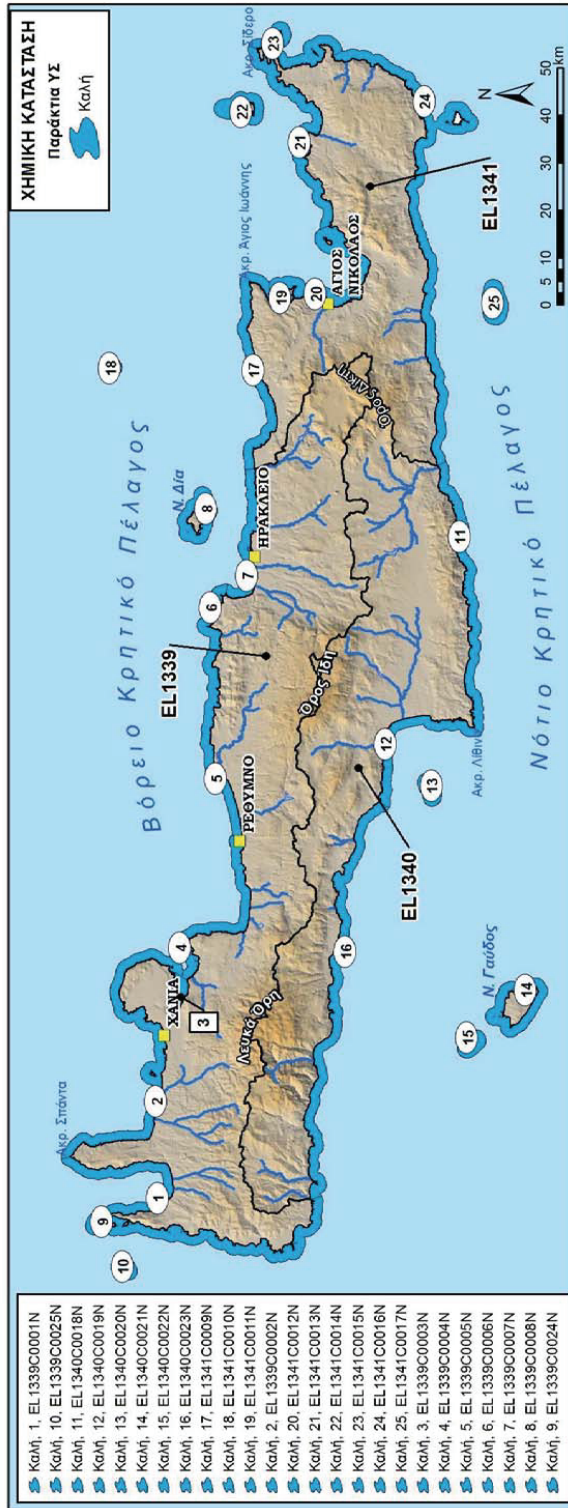 ΧΗΜΙΚΗ ΚΑΤΑΣΤΑΣΗ
Παράκτια ΥΣ
Καλή
Καλή, 1, EL1339C0001N
Καλή, 10, EL1339C0025N
Καλή, 11, EL1340C0018N
Καλή, 12, EL1340C0019N
Καλή, 13, EL1340C0020N
Καλή, 14, EL1340C0021N
Καλή, 15, EL1340C0022N
Καλή, 16, EL1340C0023N
Καλή, 17, EL1341C0009N
Καλή, 18, EL1341C0010N
Καλή, 19, EL1341C0011N
Καλή, 2, EL1339C0002N
Καλή, 20, EL1341C0012N
Καλή, 21, EL1341C0013N
Καλή, 22, EL1341C0014N
Καλή, 23, EL1341C0015N
Καλή, 24, EL1341C0016N
Καλή, 25, EL1341C0017N
Καλή, 3, EL1339C0003N
Καλή, 4, EL1339C0004N
Καλή, 5, EL1339C0005N
Καλή, 6, EL1339C0006N
Καλή, 7, EL1339C0007N
Καλή, 8, EL1339C0008N
Καλή, 9, EL1339C0024N
Βόρειο Κρητικό Πέλαγος
Ακρ. Σπάντα
Ακρ. Άγιος Ιωάννης
Ακρ. Σίδερο
Ν. Δία
9
10
1
2
ΧΑΝΙΑ
3
4
ΡΕΘΥΜΝΟ
5
6
7
ΗΡΑΚΛΕΙΟ
8
17
18
19
20
ΑΓΙΟΣ
ΝΙΚΟΛΑΟΣ
21
22
23
24
25
EL1339
EL1340
EL1341
Λευκά Όρη
Όρος Ίδη
Όρος Δίκτη
16
12
13
11
15
14
Ν. Γαύδος
Ακρ. Λίθινο
Νότιο Κρητικό Πέλαγος
N
0 5 10 20 30 40 50
km